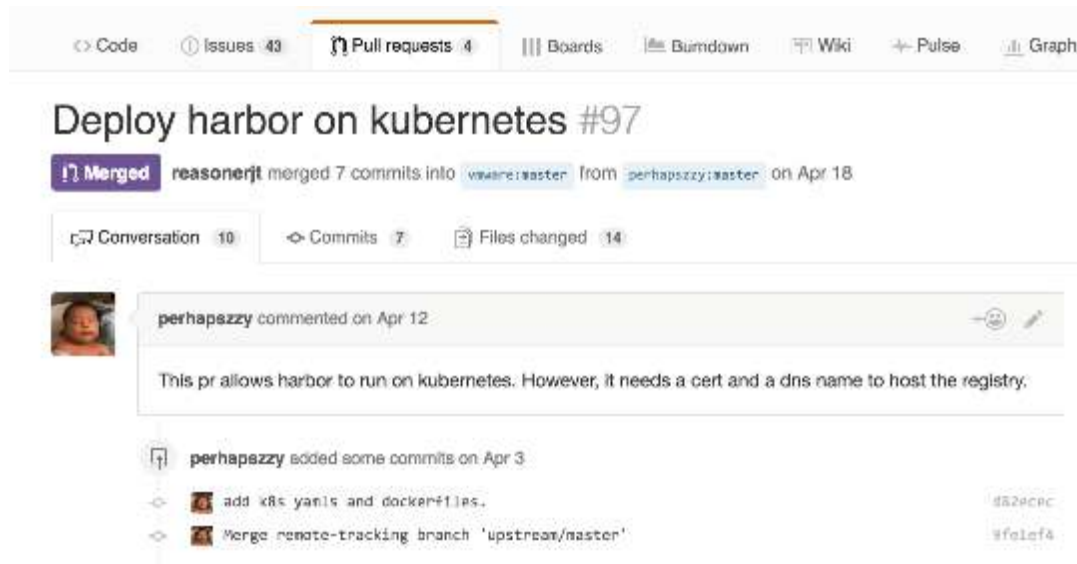 Code Issues 43 Pull requests 4 Boards Burndown Wiki Pulse Graph
Deploy harbor on kubernetes #97
Merged reasonerjt merged 7 commits into vmware:master from perhapszzy:master on Apr 18
Conversation 10 Commits 7 Files changed 14
perhapszzy commented on Apr 12
This pr allows harbor to run on kubernetes. However, it needs a cert and a dns name to host the registry.
perhapszzy added some commits on Apr 3
add k8s yamls and dockerfiles. d82ecec
Merge remote-tracking branch 'upstream/master' 9fe1ef4